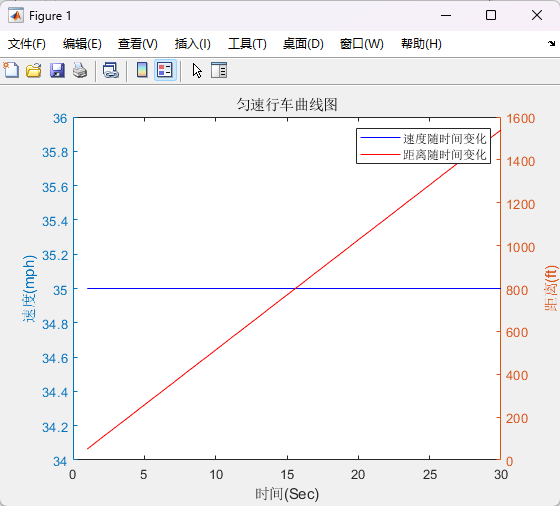 Figure 1
文件(F) 编辑(E) 查看(V) 插入(I) 工具(T) 桌面(D) 窗口(W) 帮助(H)
匀速行车曲线图
速度随时间变化
距离随时间变化
36
35.8
35.6
35.4
35.2
35
34.8
34.6
34.4
34.2
34
速度(mph)
1600
1400
1200
1000
800
600
400
200
0
距离(ft)
0 5 10 15 20 25 30
时间(Sec)